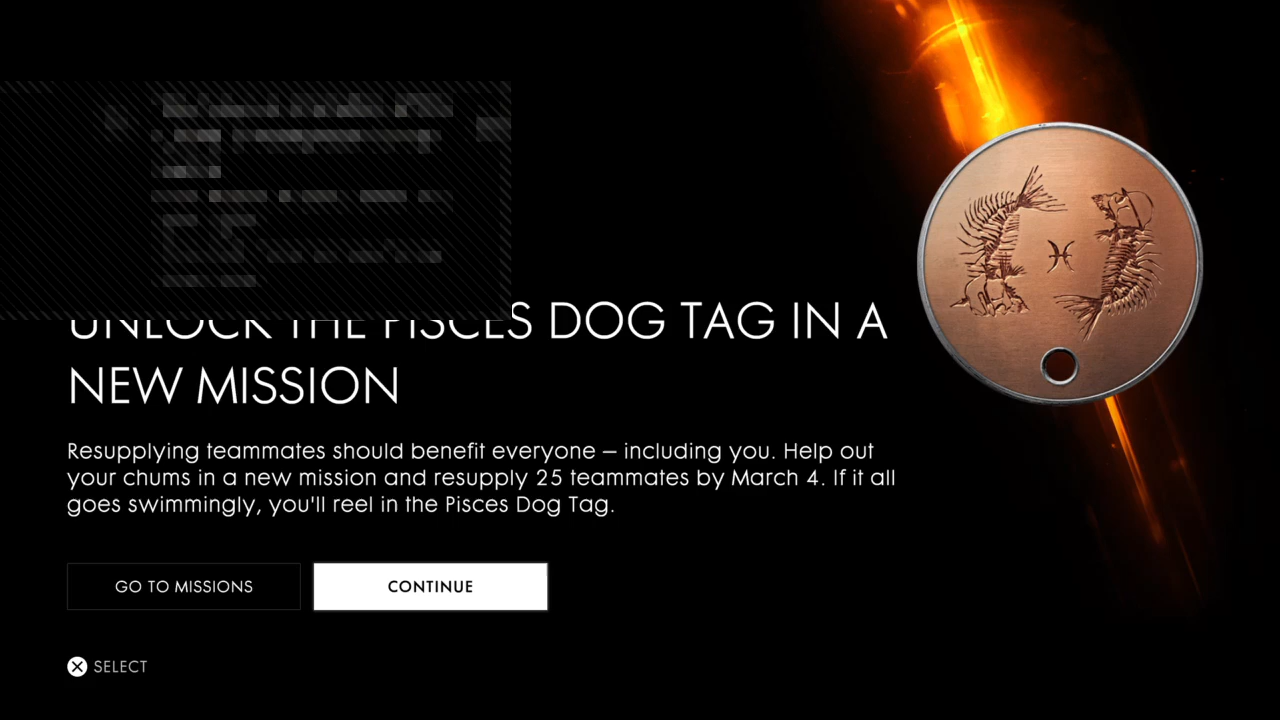 UNLOCK THE PISCES DOG TAG IN A
NEW MISSION
Resupplying teammates should benefit everyone – including you. Help out
your chums in a new mission and resupply 25 teammates by March 4. If it all
goes swimmingly, you'll reel in the Pisces Dog Tag.
GO TO MISSIONS
CONTINUE
SELECT